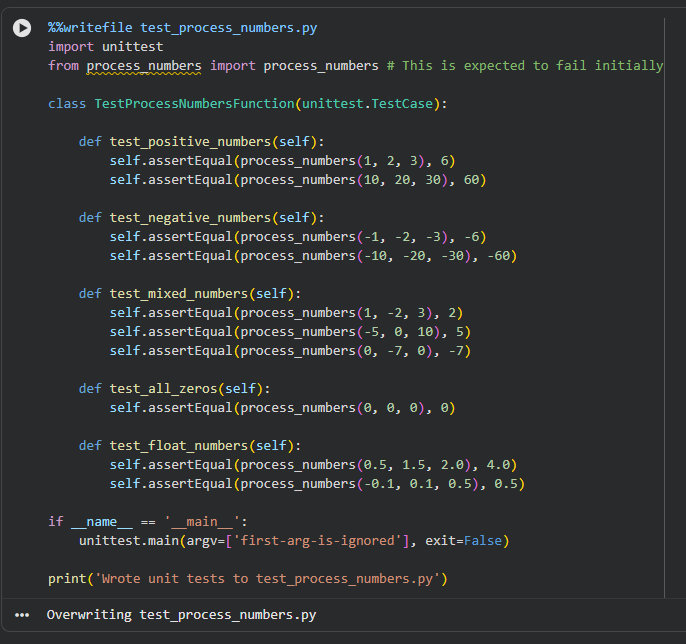 %%writefile test_process_numbers.py
import unittest
from process_numbers import process_numbers # This is expected to fail initially

class TestProcessNumbersFunction(unittest.TestCase):

    def test_positive_numbers(self):
        self.assertEqual(process_numbers(1, 2, 3), 6)
        self.assertEqual(process_numbers(10, 20, 30), 60)

    def test_negative_numbers(self):
        self.assertEqual(process_numbers(-1, -2, -3), -6)
        self.assertEqual(process_numbers(-10, -20, -30), -60)

    def test_mixed_numbers(self):
        self.assertEqual(process_numbers(1, -2, 3), 2)
        self.assertEqual(process_numbers(-5, 0, 10), 5)
        self.assertEqual(process_numbers(0, -7, 0), -7)

    def test_all_zeros(self):
        self.assertEqual(process_numbers(0, 0, 0), 0)

    def test_float_numbers(self):
        self.assertEqual(process_numbers(0.5, 1.5, 2.0), 4.0)
        self.assertEqual(process_numbers(-0.1, 0.1, 0.5), 0.5)

if __name__ == '__main__':
    unittest.main(argv=['first-arg-is-ignored'], exit=False)

print('Wrote unit tests to test_process_numbers.py')
Overwriting test_process_numbers.py